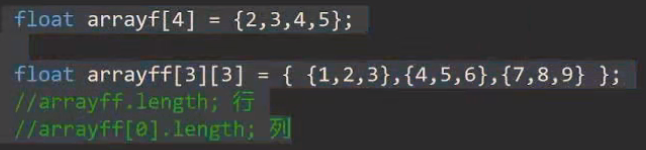 float arrayf[4] = {2,3,4,5};
float arrayff[3][3] = { {1,2,3},{4,5,6},{7,8,9} };
//arrayff.length; 行
//arrayff[0].length; 列